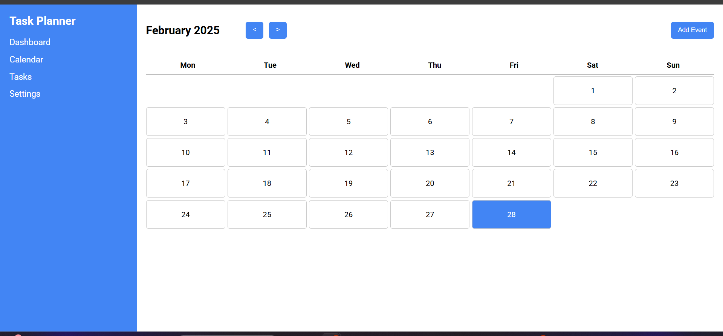 Task Planner
Dashboard
Calendar
Tasks
Settings
February 2025 < > Add Event
Mon Tue Wed Thu Fri Sat Sun
1 2
3 4 5 6 7 8 9
10 11 12 13 14 15 16
17 18 19 20 21 22 23
24 25 26 27 28